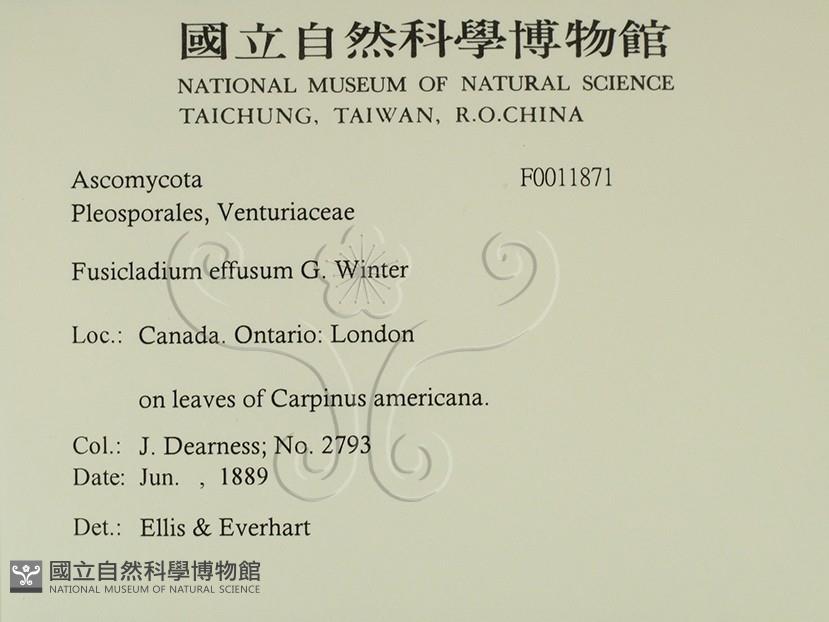 國立自然科學博物館
NATIONAL MUSEUM OF NATURAL SCIENCE
TAICHUNG, TAIWAN, R.O.CHINA
Ascomycota F0011871
Pleosporales, Venturiaceae
Fusicladium effusum G. Winter
Loc.: Canada. Ontario: London
on leaves of Carpinus americana.
Col.: J. Dearness; No. 2793
Date: Jun. , 1889
Det.: Ellis & Everhart
國立自然科學博物館
NATIONAL MUSEUM OF NATURAL SCIENCE